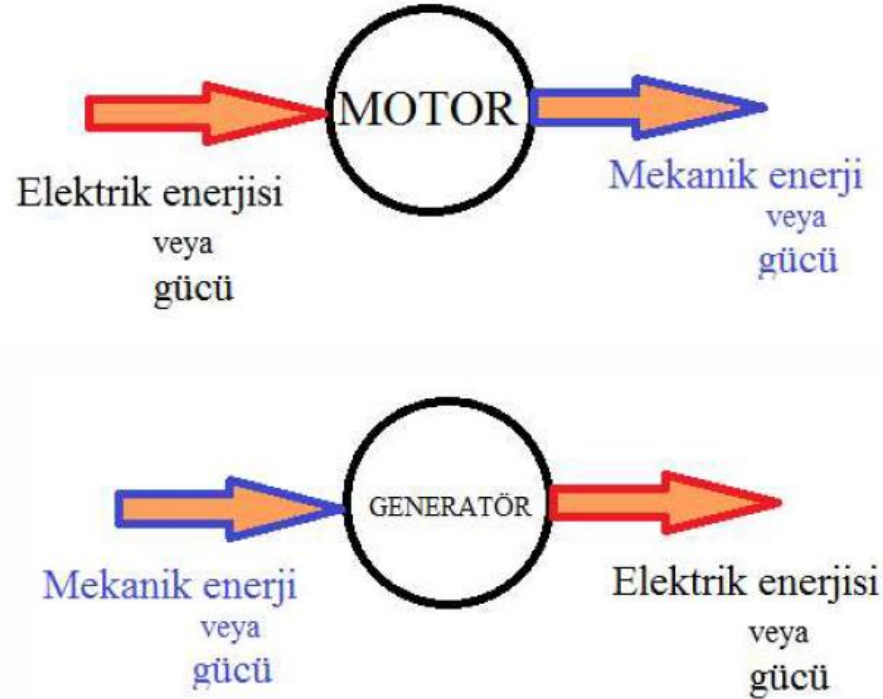 MOTOR
Elektrik enerjisi
veya
gücü
Mekanik enerji
veya
gücü
GENERATÖR
Mekanik enerji
veya
gücü
Elektrik enerjisi
veya
gücü